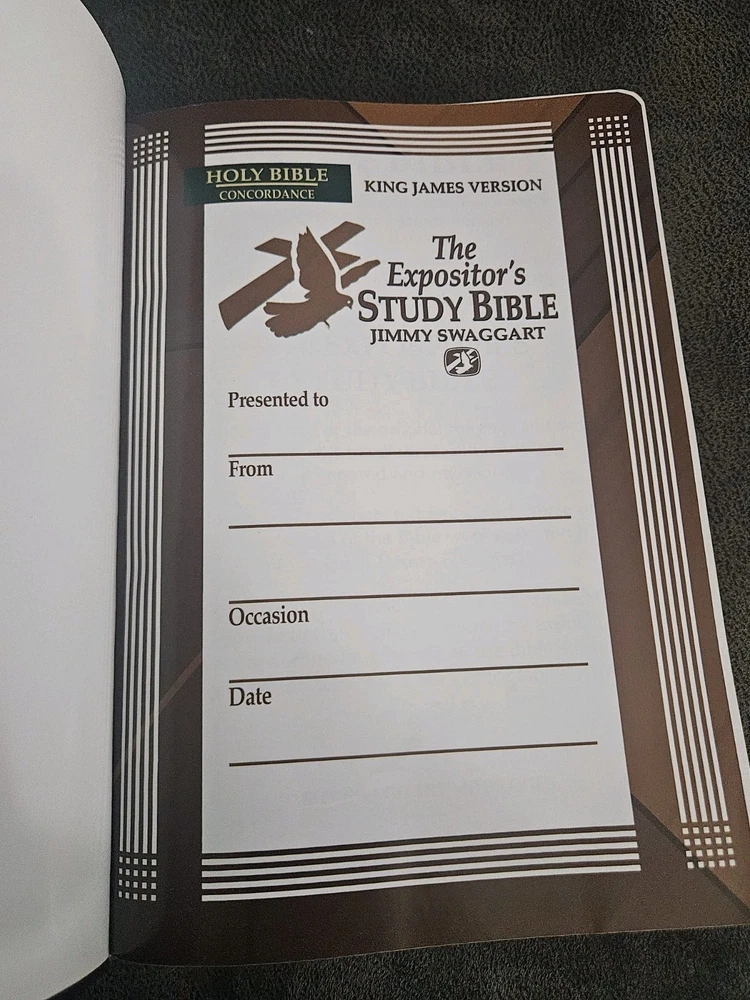 HOLY BIBLE
CONCORDANCE
KING JAMES VERSION
The
Expositor's
STUDY BIBLE
JIMMY SWAGGART
Presented to
From
Occasion
Date